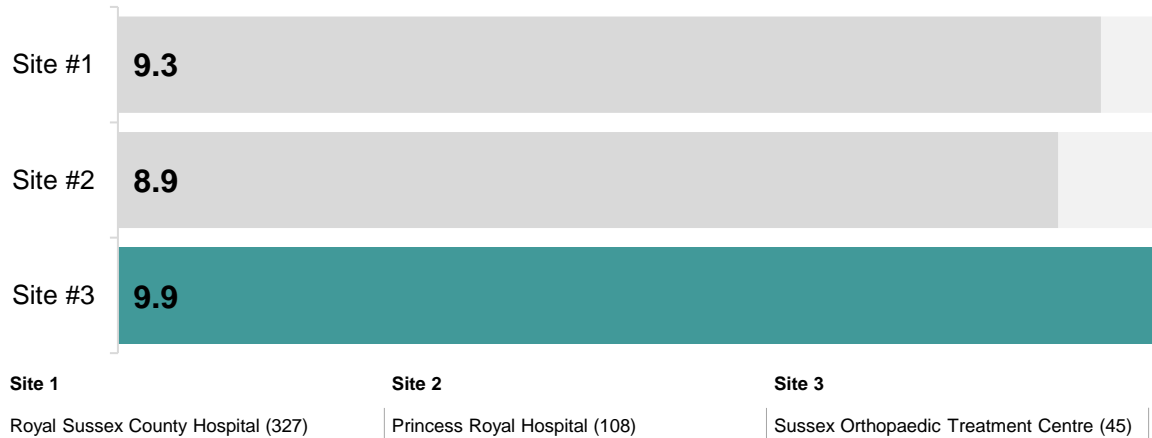 Site #1 9.3
Site #2 8.9
Site #3 9.9
Site 1 Site 2 Site 3
Royal Sussex County Hospital (327) Princess Royal Hospital (108) Sussex Orthopaedic Treatment Centre (45)